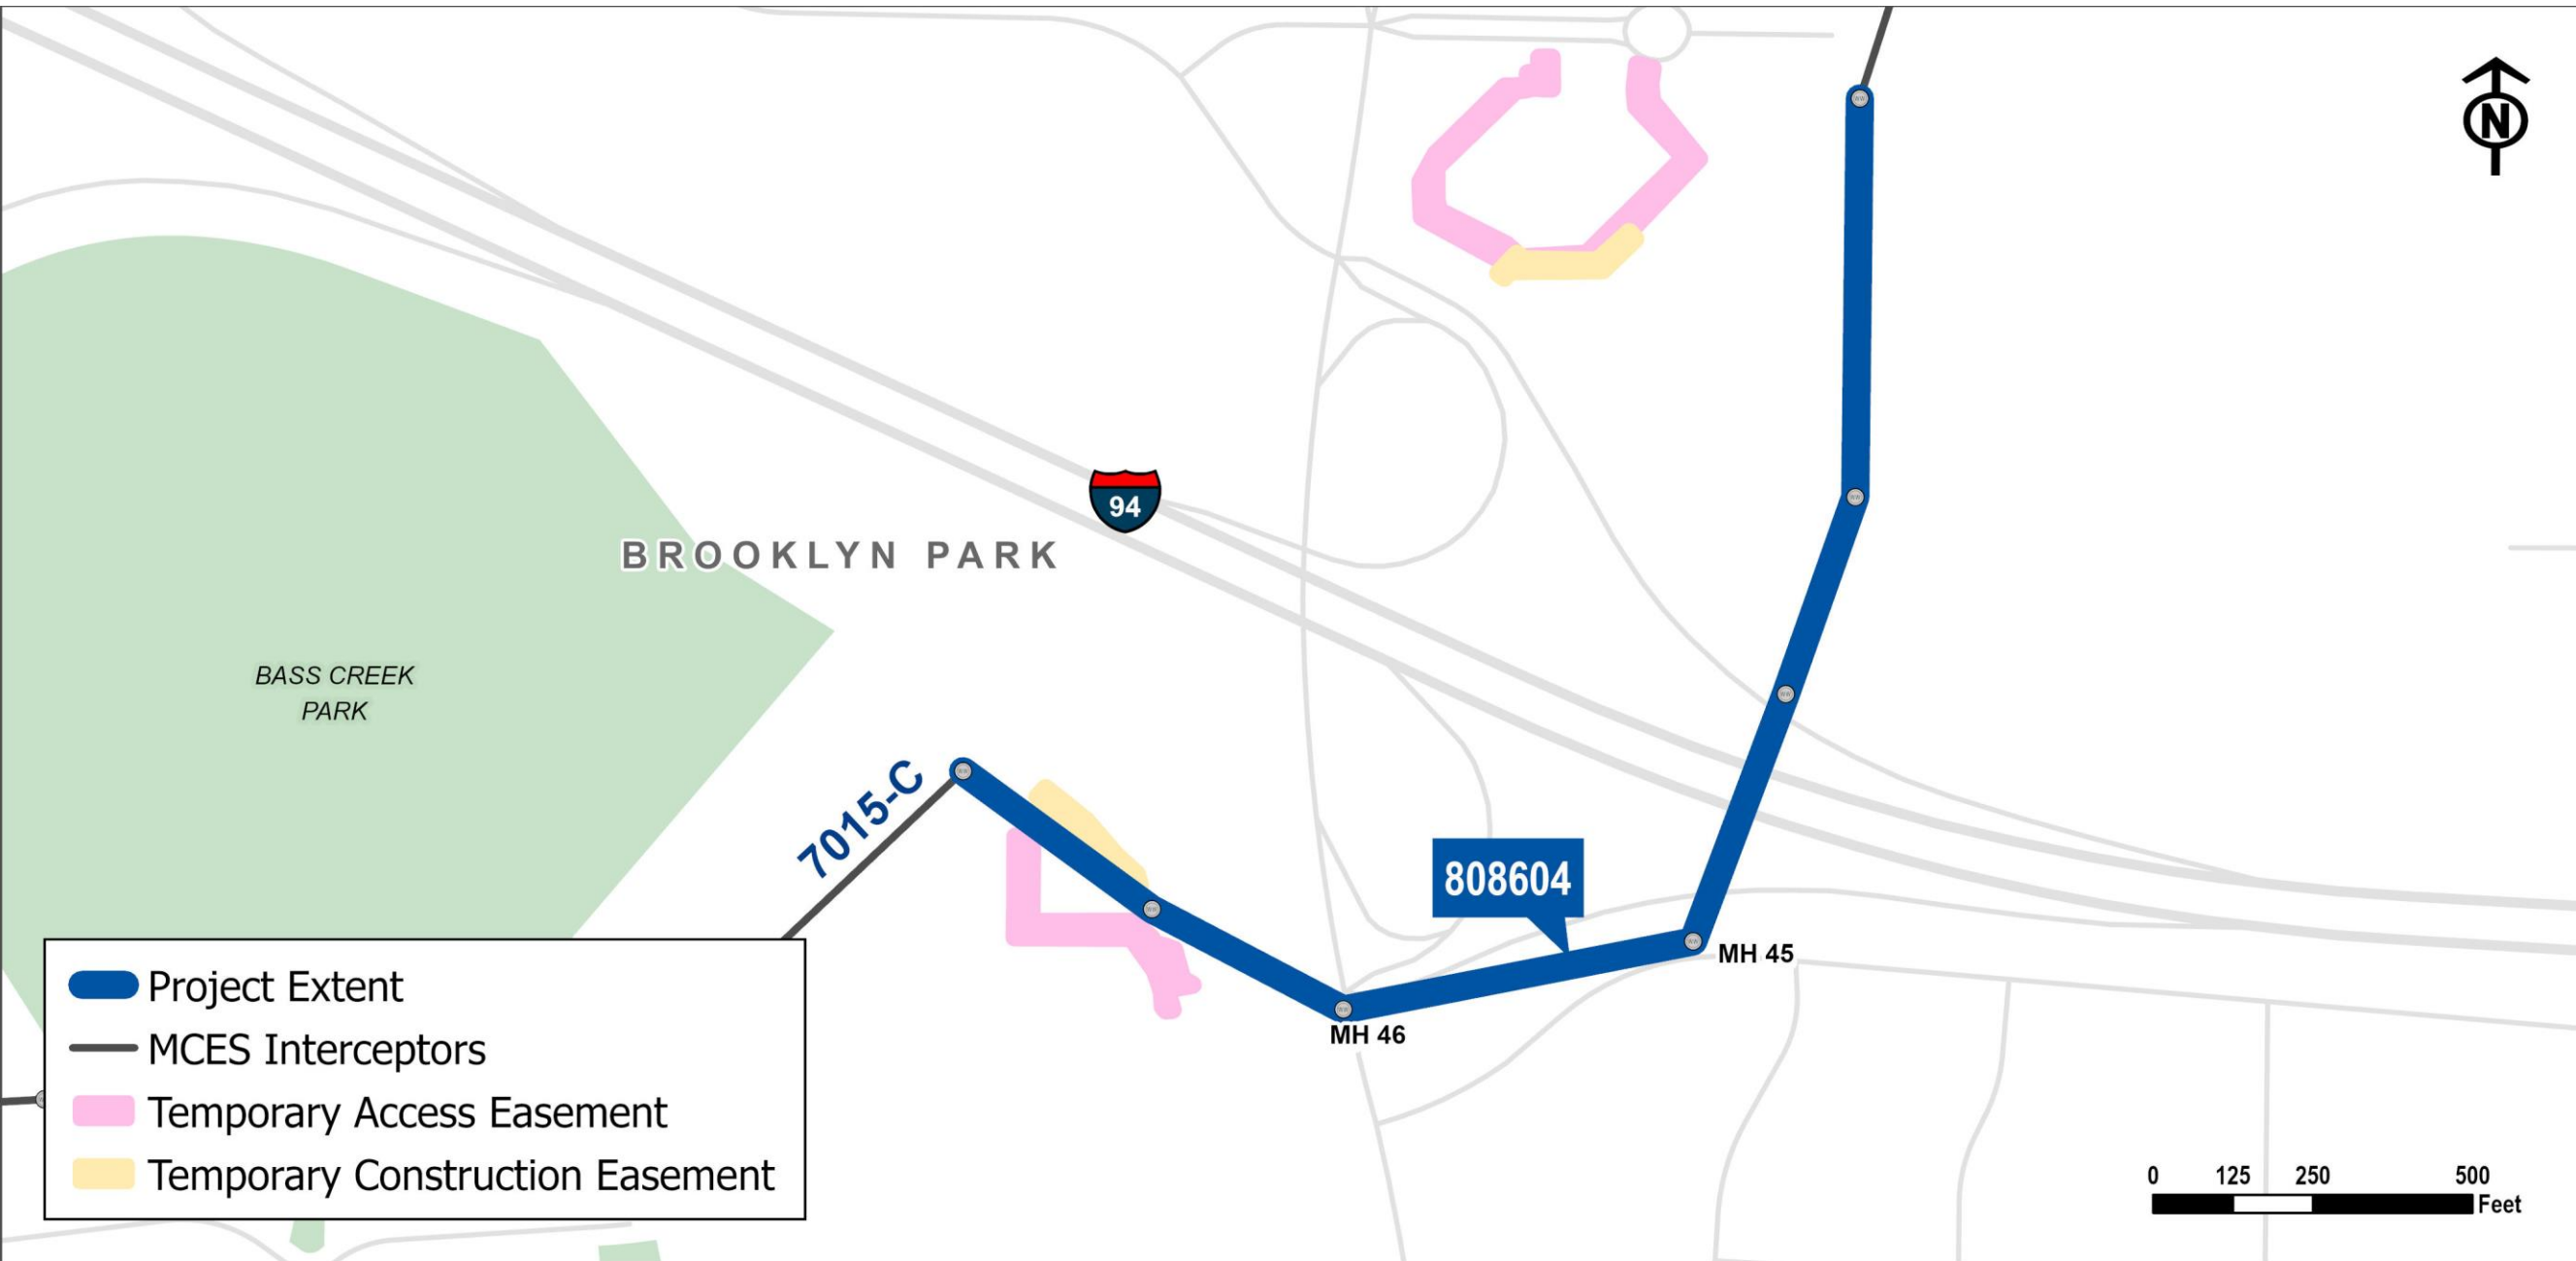 N
94
BROOKLYN PARK
BASS CREEK
PARK
7015-C
808604
MH 45
MH 46
Project Extent
MCES Interceptors
Temporary Access Easement
Temporary Construction Easement
0 125 250 500
Feet